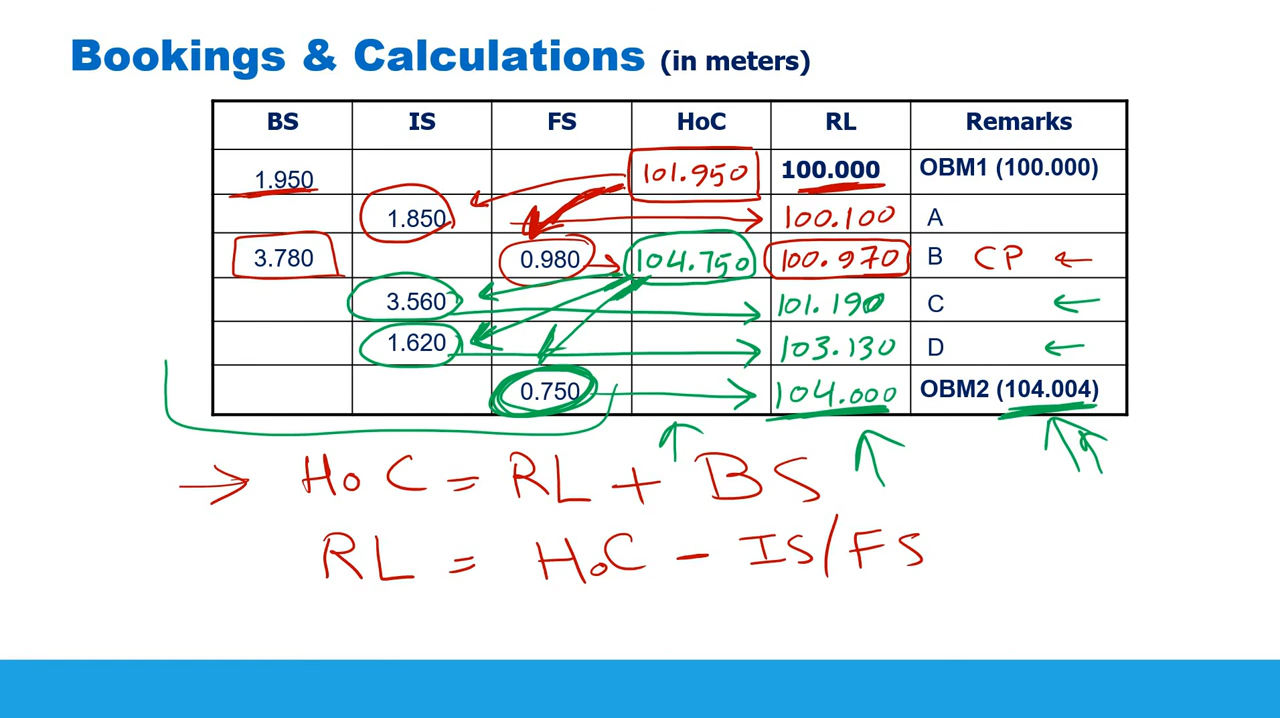 Bookings & Calculations (in meters)
BS IS FS HoC RL Remarks
1.950 101.950 100.000 OBM1 (100.000)
1.850 100.100 A
3.780 0.980 104.750 100.970 B CP
3.560 101.190 C
1.620 103.130 D
0.750 104.000 OBM2 (104.004)
HoC = RL + BS
RL = HoC - IS/FS